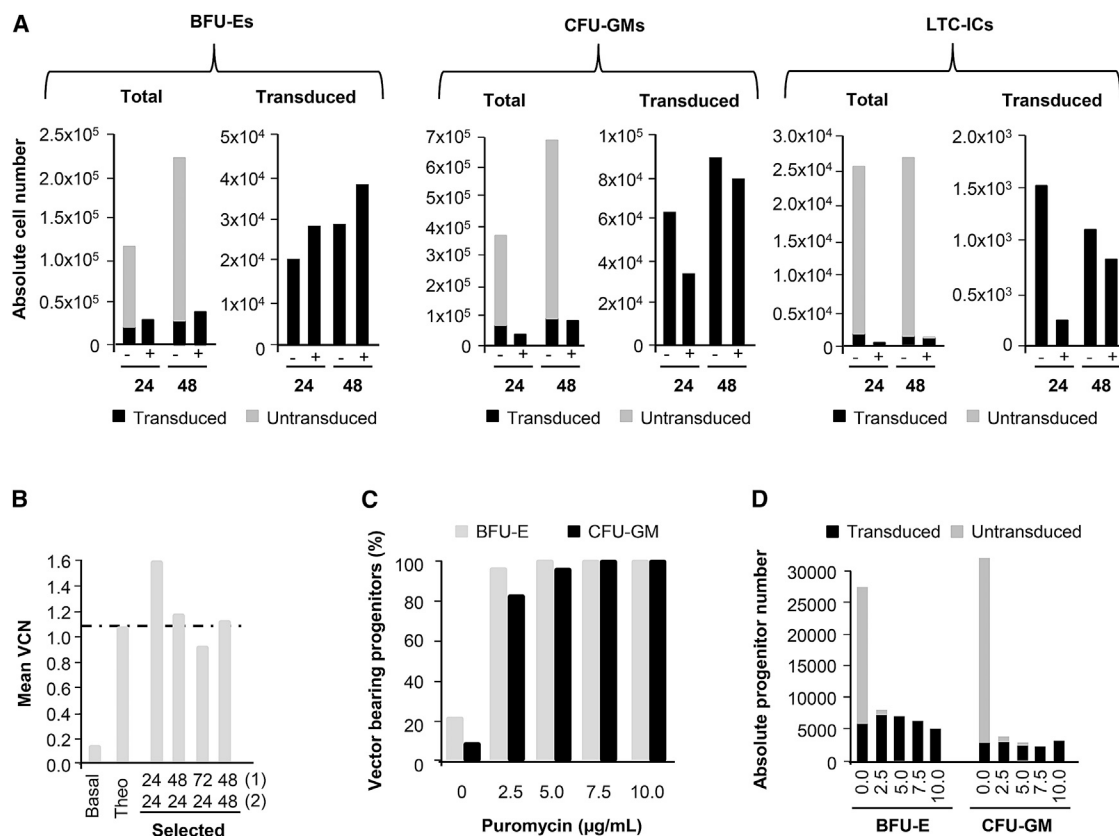 A
BFU-Es
CFU-GMs
LTC-ICs
Total
Transduced
Total
Transduced
Total
Transduced
Absolute cell number
2.5x10⁵
2.0x10⁵
1.5x10⁵
1.0x10⁵
0.5x10⁵
0
- + - +
24 48
5x10⁴
4x10⁴
3x10⁴
2x10⁴
1x10⁴
0
- + - +
24 48
7x10⁵
6x10⁵
5x10⁵
4x10⁵
3x10⁵
2x10⁵
1x10⁵
0
- + - +
24 48
1x10⁵
8x10⁴
6x10⁴
4x10⁴
2x10⁴
0
- + - +
24 48
3.0x10⁴
2.5x10⁴
2.0x10⁴
1.5x10⁴
1.0x10⁴
0.5x10⁴
0
- + - +
24 48
2.0x10³
1.5x10³
1.0x10³
0.5x10³
0
- + - +
24 48
Transduced Untransduced
Transduced Untransduced
Transduced Untransduced
B
Mean VCN
1.6
1.4
1.2
1.0
0.8
0.6
0.4
0.2
0.0
Basal
Theo
24 48 72 48 (1)
24 24 24 48 (2)
Selected
C
BFU-E CFU-GM
Vector bearing progenitors (%)
100
80
60
40
20
0
0 2.5 5.0 7.5 10.0
Puromycin (µg/mL)
D
Transduced Untransduced
Absolute progenitor number
30000
25000
20000
15000
10000
5000
0
0.0 2.5 5.0 7.5 10.0
BFU-E
0.0 2.5 5.0 7.5 10.0
CFU-GM